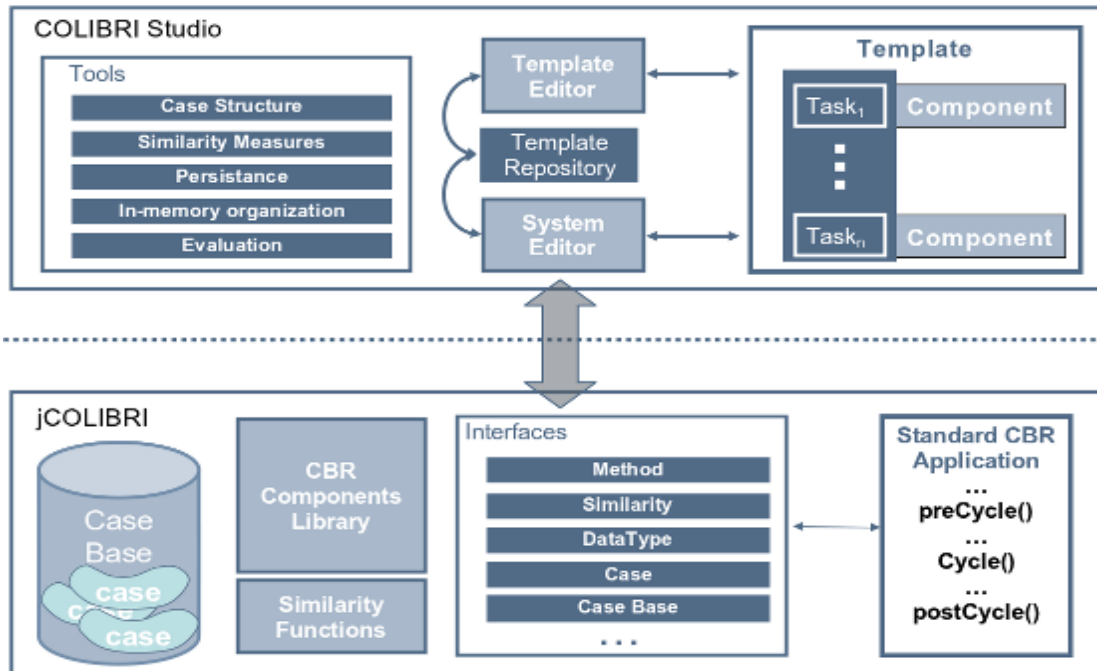 COLIBRI Studio
Tools
Case Structure
Similarity Measures
Persistance
In-memory organization
Evaluation
Template
Editor
Template
Repository
System
Editor
Template
Task₁
Component
Taskₙ
Component
jCOLIBRI
Case
Base
case
case
case
CBR
Components
Library
Similarity
Functions
Interfaces
Method
Similarity
DataType
Case
Case Base
...
Standard CBR
Application
...
preCycle()
...
Cycle()
...
postCycle()